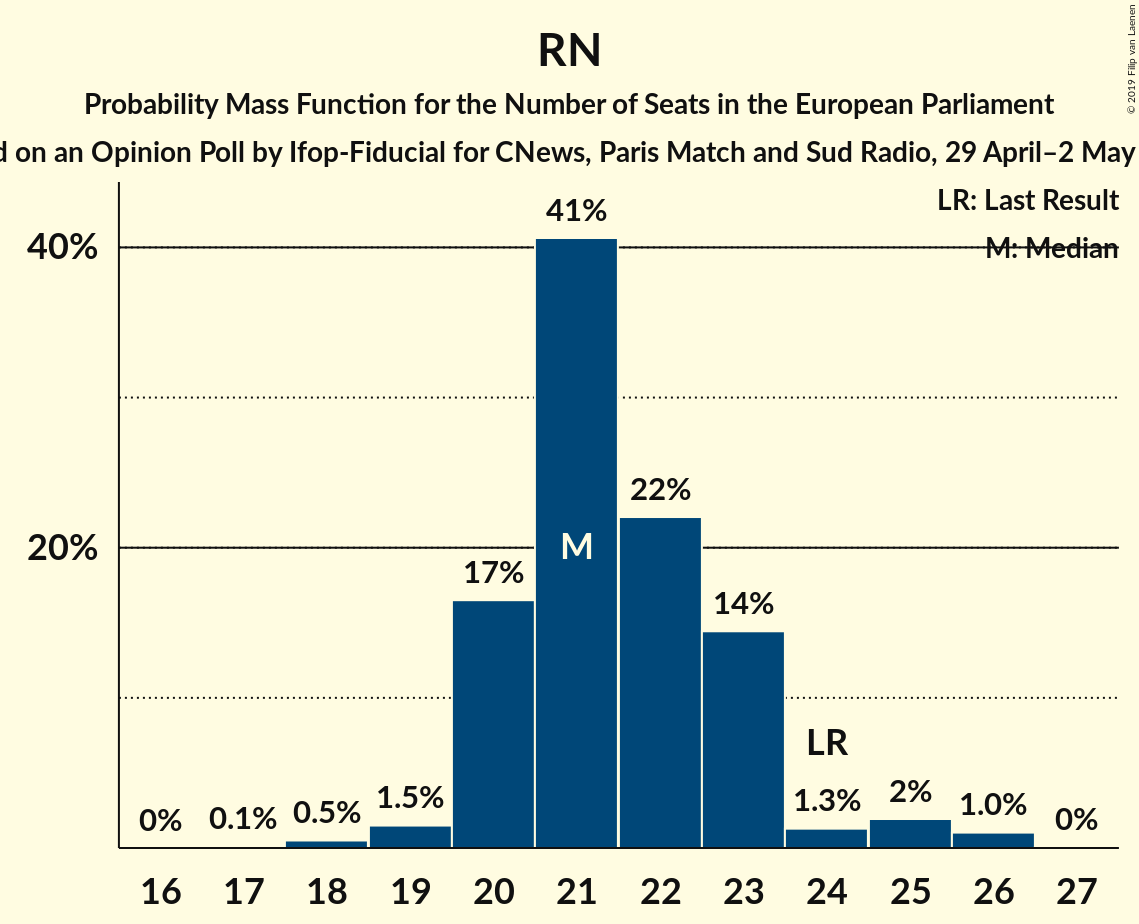 RN
Probability Mass Function for the Number of Seats in the European Parliament
on an Opinion Poll by Ifop-Fiducial for CNews, Paris Match and Sud Radio, 29 April–2 May
© 2019 Filip van Laenen
LR: Last Result
M: Median
40%
20%
41%
22%
M
17%
14%
LR
0%
0.1%
0.5%
1.5%
1.3%
2%
1.0%
0%
16 17 18 19 20 21 22 23 24 25 26 27